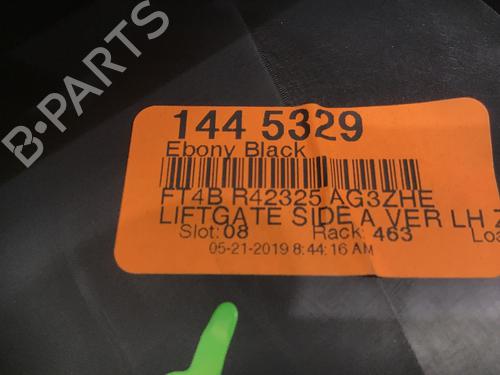 B-PARTS
144 5329
Ebony Black
FT4B R42325 AG3ZHE
LIFTGATE SIDE A VER LH
Slot: 08 Rack: 463 Loa
05-21-2019 8:44:16 AM